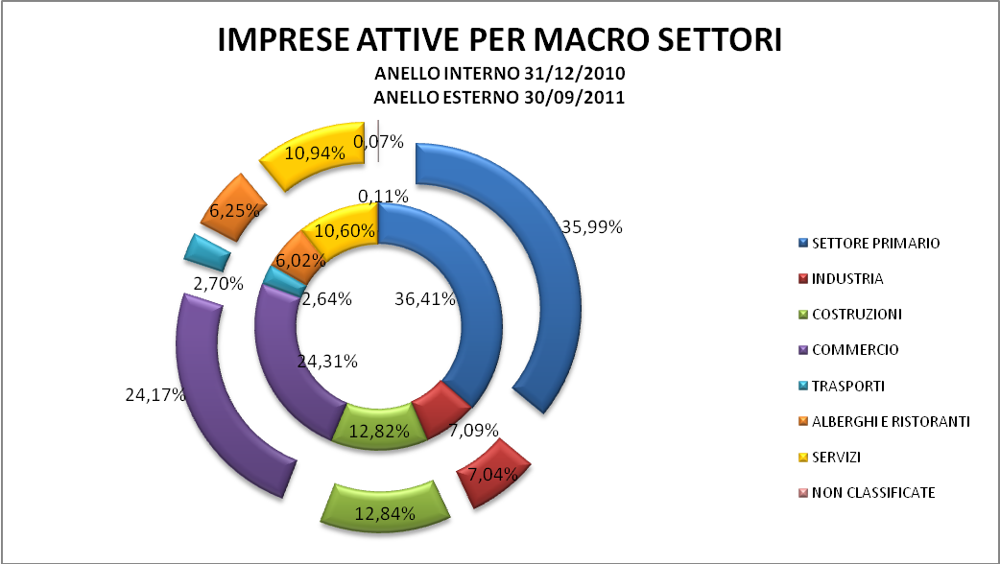 IMPRESE ATTIVE PER MACRO SETTORI
ANELLO INTERNO 31/12/2010
ANELLO ESTERNO 30/09/2011
10,94%
0,07%
6,25%
0,11%
10,60%
35,99%
6,02%
2,70%
2,64%
36,41%
24,31%
24,17%
12,82%
7,09%
7,04%
12,84%
SETTORE PRIMARIO
INDUSTRIA
COSTRUZIONI
COMMERCIO
TRASPORTI
ALBERGHI E RISTORANTI
SERVIZI
NON CLASSIFICATE